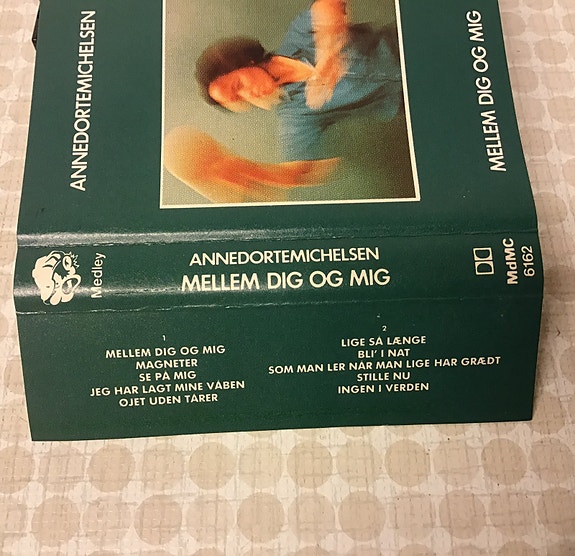 ANNEDORTEMICHELSEN
MELLEM DIG OG MIG
Medley
ANNEDORTEMICHELSEN
MELLEM DIG OG MIG
MdMC
6162
1
MELLEM DIG OG MIG
MAGNETER
SE PÅ MIG
JEG HAR LAGT MINE VÅBEN
ØJET UDEN TÅRER
2
LIGE SÅ LÆNGE
BLI' I NAT
SOM MAN LER NÅR MAN LIGE HAR GRÆDT
STILLE NU
INGEN I VERDEN